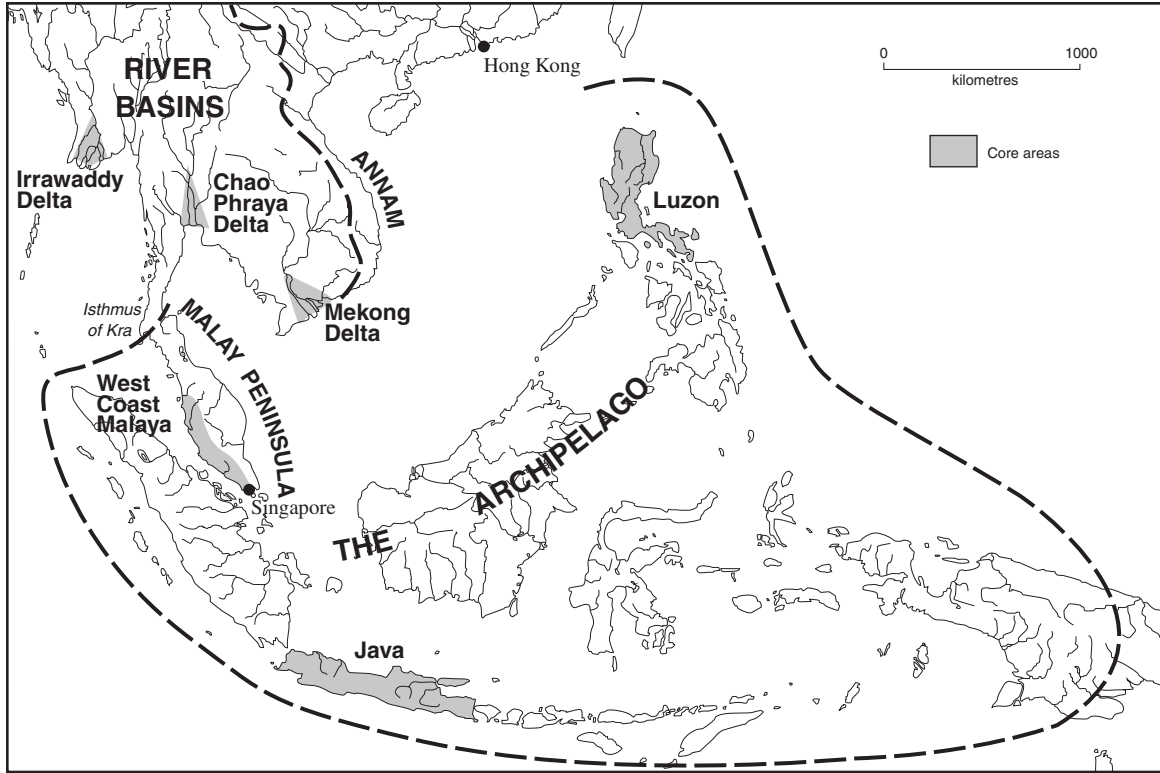 RIVER
BASINS
Hong Kong
0 1000
kilometres
Core areas
Irrawaddy
Delta
Chao
Phraya
Delta
ANNAM
Luzon
Isthmus
of Kra
Mekong
Delta
MALAY PENINSULA
West
Coast
Malaya
Singapore
THE ARCHIPELAGO
Java